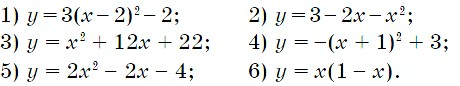 1) y = 3(x – 2)² – 2; 2) y = 3 – 2x – x²;
3) y = x² + 12x + 22; 4) y = –(x + 1)² + 3;
5) y = 2x² – 2x – 4; 6) y = x(1 – x).